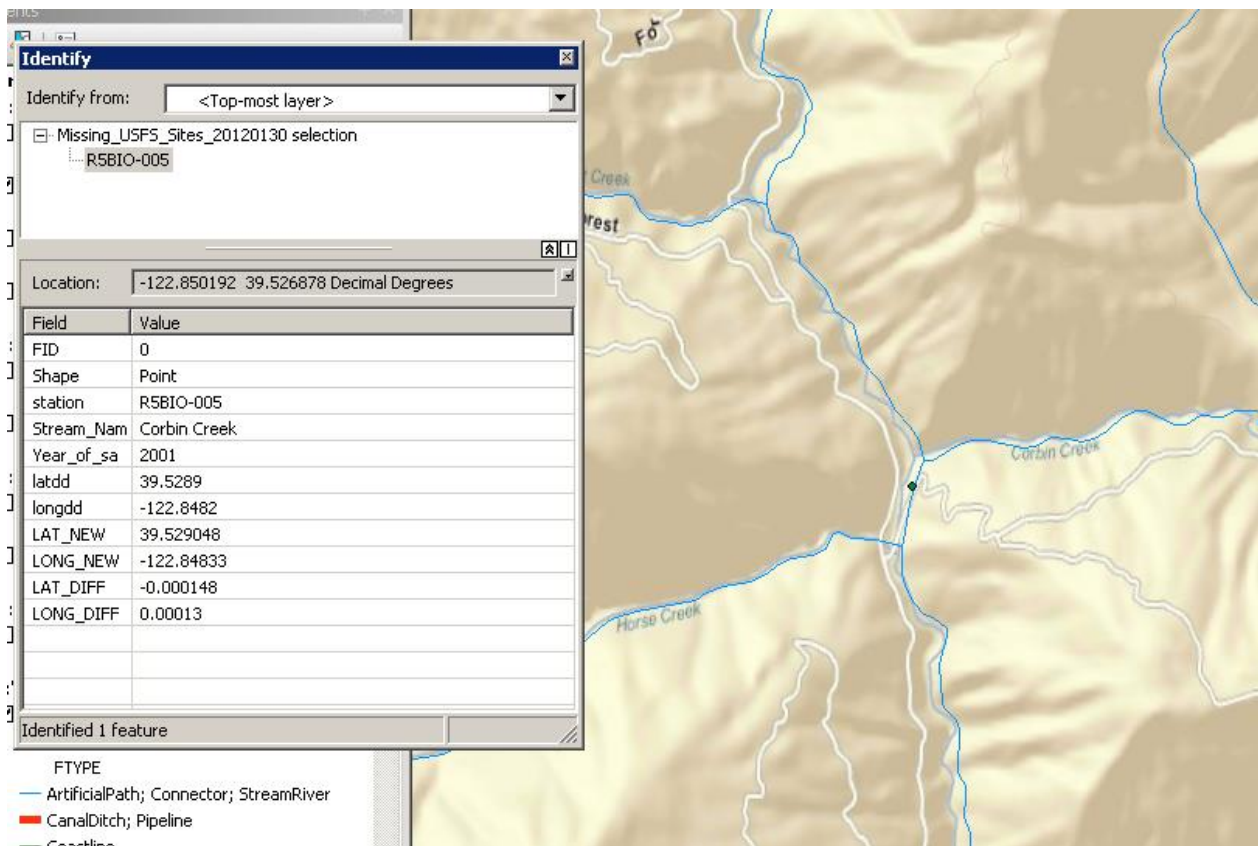 Identify
Identify from: <Top-most layer>
Missing_USFS_Sites_20120130 selection
R5BIO-005
Location: -122.850192 39.526878 Decimal Degrees
Field Value
FID 0
Shape Point
station R5BIO-005
Stream_Nam Corbin Creek
Year_of_sa 2001
latdd 39.5289
longdd -122.8482
LAT_NEW 39.529048
LONG_NEW -122.84833
LAT_DIFF -0.000148
LONG_DIFF 0.00013
Identified 1 feature
FTYPE
ArtificialPath; Connector; StreamRiver
CanalDitch; Pipeline
Coastline
For
Creek
rest
Corbin Creek
Horse Creek